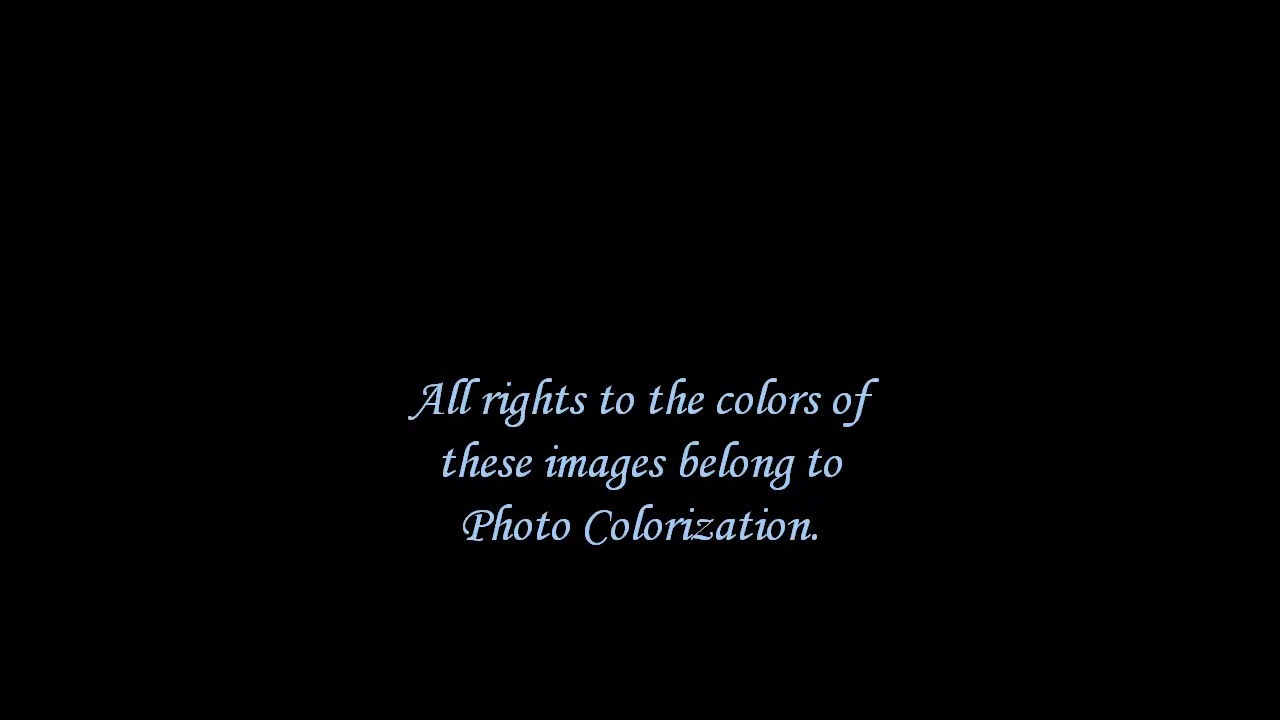 All rights to the colors of
these images belong to
Photo Colorization.